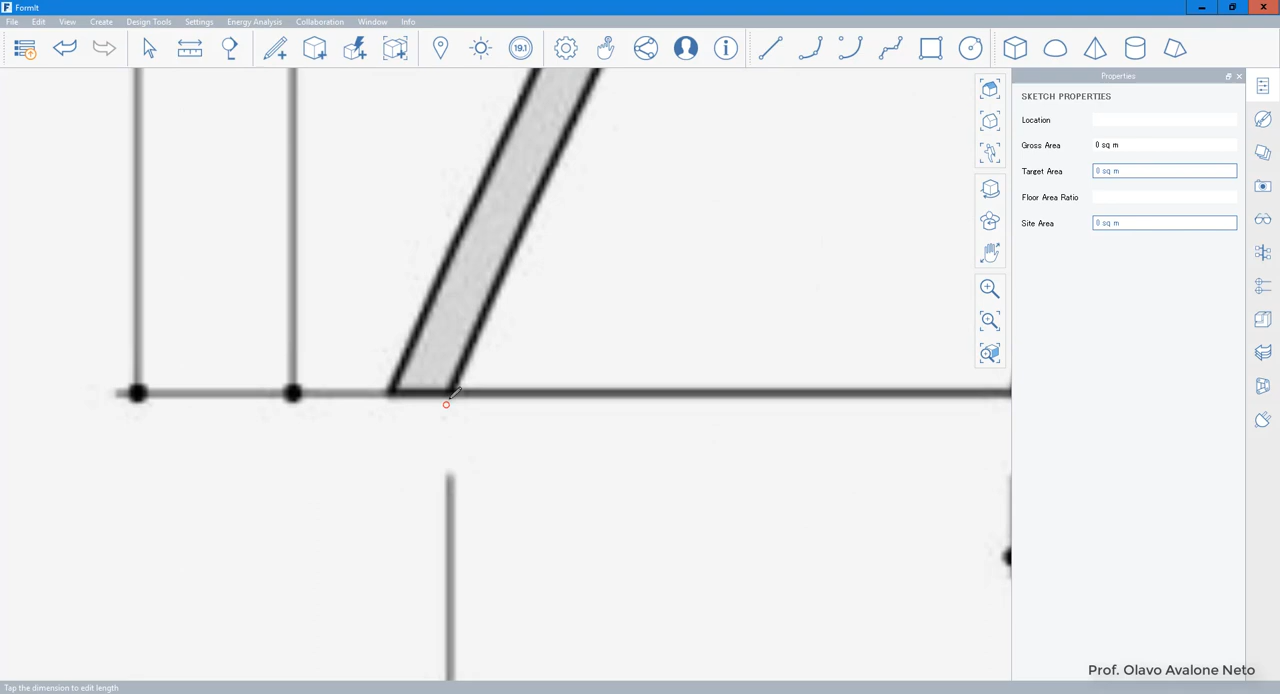 FormIt
File Edit View Create Design Tools Settings Energy Analysis Collaboration Window Info
19.1
Properties
SKETCH PROPERTIES
Location
Gross Area 0 sq m
Target Area 0 sq m
Floor Area Ratio
Site Area 0 sq m
Prof. Olavo Avalone Neto
Tap the dimension to edit length